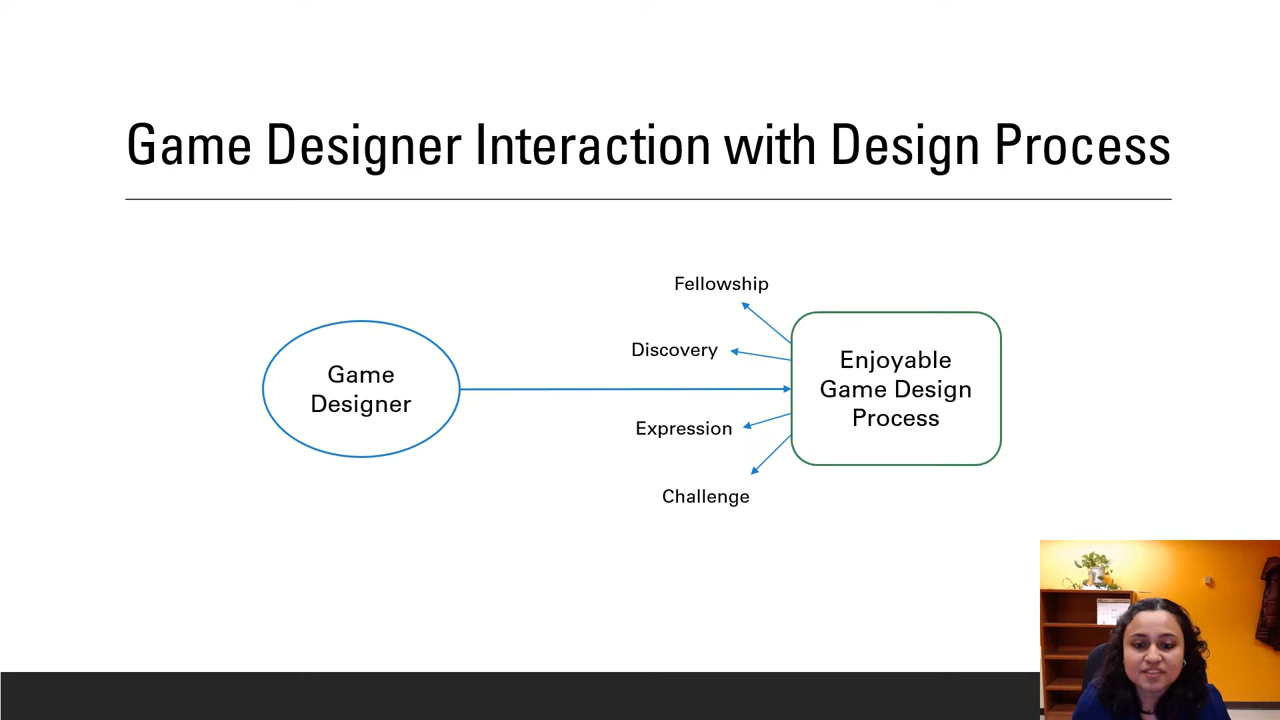 Game Designer Interaction with Design Process
Fellowship
Discovery
Game
Designer
Enjoyable
Game Design
Process
Expression
Challenge